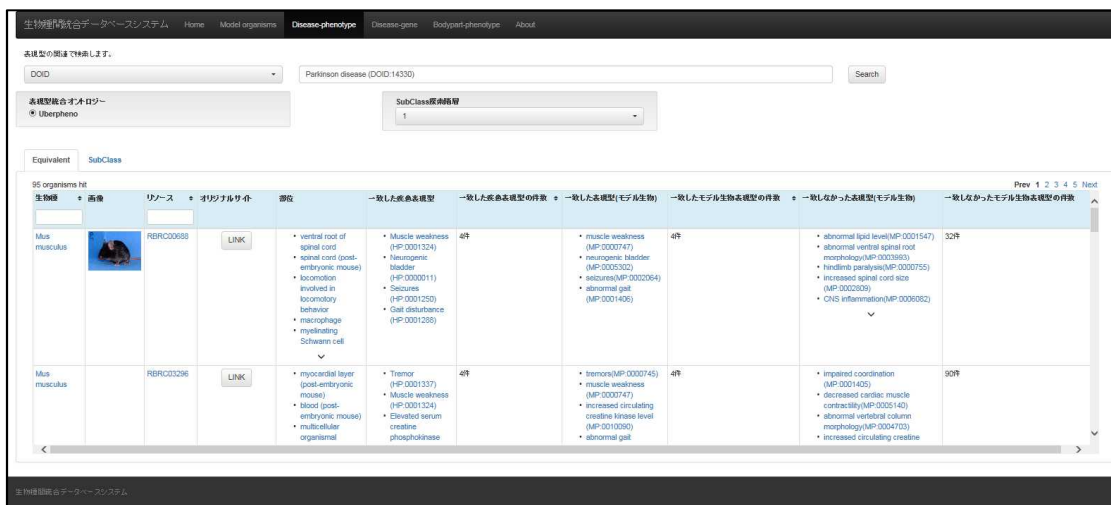 生物種間統合データベースシステム Home Model organisms Disease-phenotype Disease-gene Bodypart-phenotype About
表現型の関連で検索します。
DOID Parkinson disease (DOID:14330) Search
表現型統合オントロジー SubClass探索階層
Uberpheno 1
Equivalent SubClass
95 organisms hit Prev 1 2 3 4 5 Next
生物種 画像 リソース オリジナルサイト 部位 一致した疾患表現型 一致した疾患表現型の件数 一致した表現型(モデル生物) 一致したモデル生物表現型の件数 一致しなかった表現型(モデル生物) 一致しなかったモデル生物表現型の件数
Mus
musculus
RBRC00688
LINK
• ventral root of
spinal cord
• spinal cord (post-
embryonic mouse)
• locomotion
involved in
locomotory
behavior
• macrophage
• myelinating
Schwann cell
• Muscle weakness
(HP:0001324)
• Neurogenic
bladder
(HP:0000011)
• Seizures
(HP:0001250)
• Gait disturbance
(HP:0001288)
4件
• muscle weakness
(MP:0000747)
• neurogenic bladder
(MP:0005302)
• seizures(MP:0002064)
• abnormal gait
(MP:0001406)
4件
• abnormal lipid level(MP:0001547)
• abnormal ventral spinal root
morphology(MP:0003993)
• hindlimb paralysis(MP:0000755)
• increased spinal cord size
(MP:0002809)
• CNS inflammation(MP:0006082)
32件
Mus
musculus
RBRC03296
LINK
• myocardial layer
(post-embryonic
mouse)
• blood (post-
embryonic mouse)
• multicellular
organismal
• Tremor
(HP:0001337)
• Muscle weakness
(HP:0001324)
• Elevated serum
creatine
phosphokinase
4件
• tremors(MP:0000745)
• muscle weakness
(MP:0000747)
• increased circulating
creatine kinase level
(MP:0010090)
• abnormal gait
4件
• impaired coordination
(MP:0001405)
• decreased cardiac muscle
contractility(MP:0005140)
• abnormal vertebral column
morphology(MP:0004703)
• increased circulating creatine
90件
生物種間統合データベースシステム